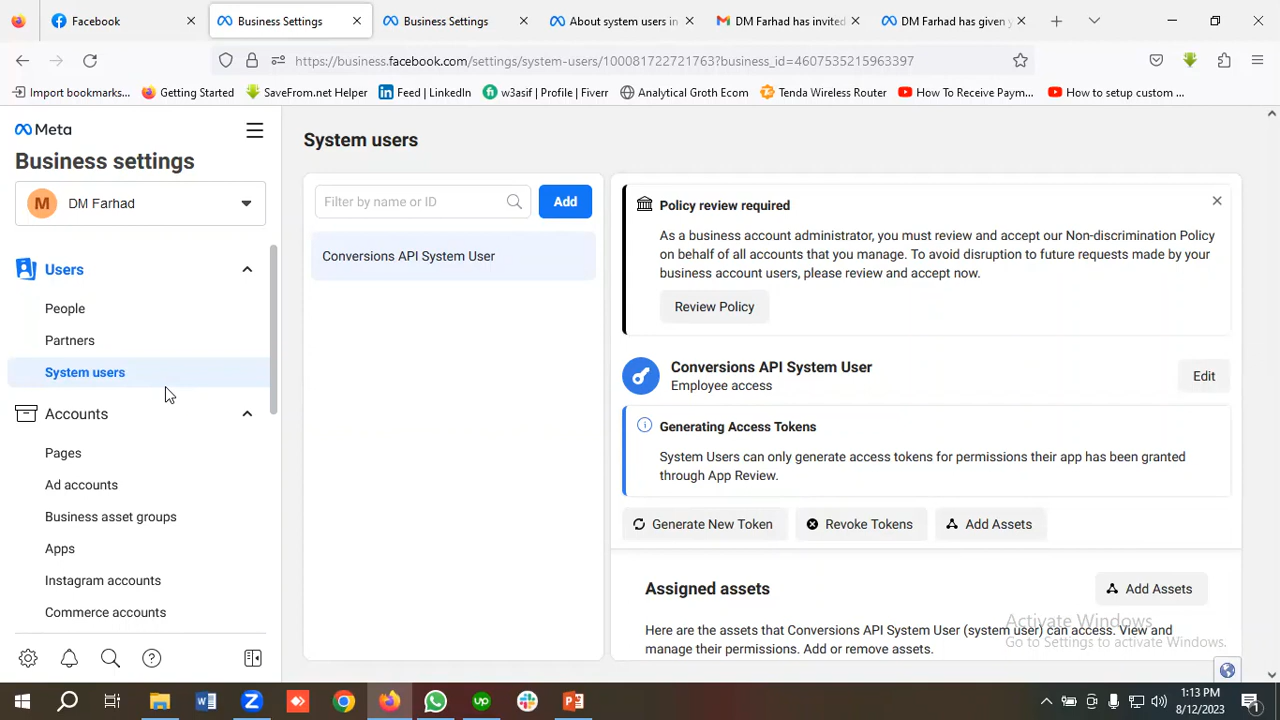 Facebook
Business Settings
Business Settings
About system users in
DM Farhad has invited
DM Farhad has given y
https://business.facebook.com/settings/system-users/100081722721763?business_id=4607535215963397
Import bookmarks...
Getting Started
SaveFrom.net Helper
Feed | LinkedIn
w3asif | Profile | Fiverr
Analytical Groth Ecom
Tenda Wireless Router
How To Receive Paym...
How to setup custom ...
Meta
Business settings
M
DM Farhad
Users
People
Partners
System users
Accounts
Pages
Ad accounts
Business asset groups
Apps
Instagram accounts
Commerce accounts
System users
Filter by name or ID
Add
Conversions API System User
Policy review required
As a business account administrator, you must review and accept our Non-discrimination Policy
on behalf of all accounts that you manage. To avoid disruption to future requests made by your
business account users, please review and accept now.
Review Policy
Conversions API System User
Employee access
Edit
Generating Access Tokens
System Users can only generate access tokens for permissions their app has been granted
through App Review.
Generate New Token
Revoke Tokens
Add Assets
Assigned assets
Add Assets
Here are the assets that Conversions API System User (system user) can access. View and
manage their permissions. Add or remove assets.
Activate Windows
Go to Settings to activate Windows.
1:13 PM
8/12/2023